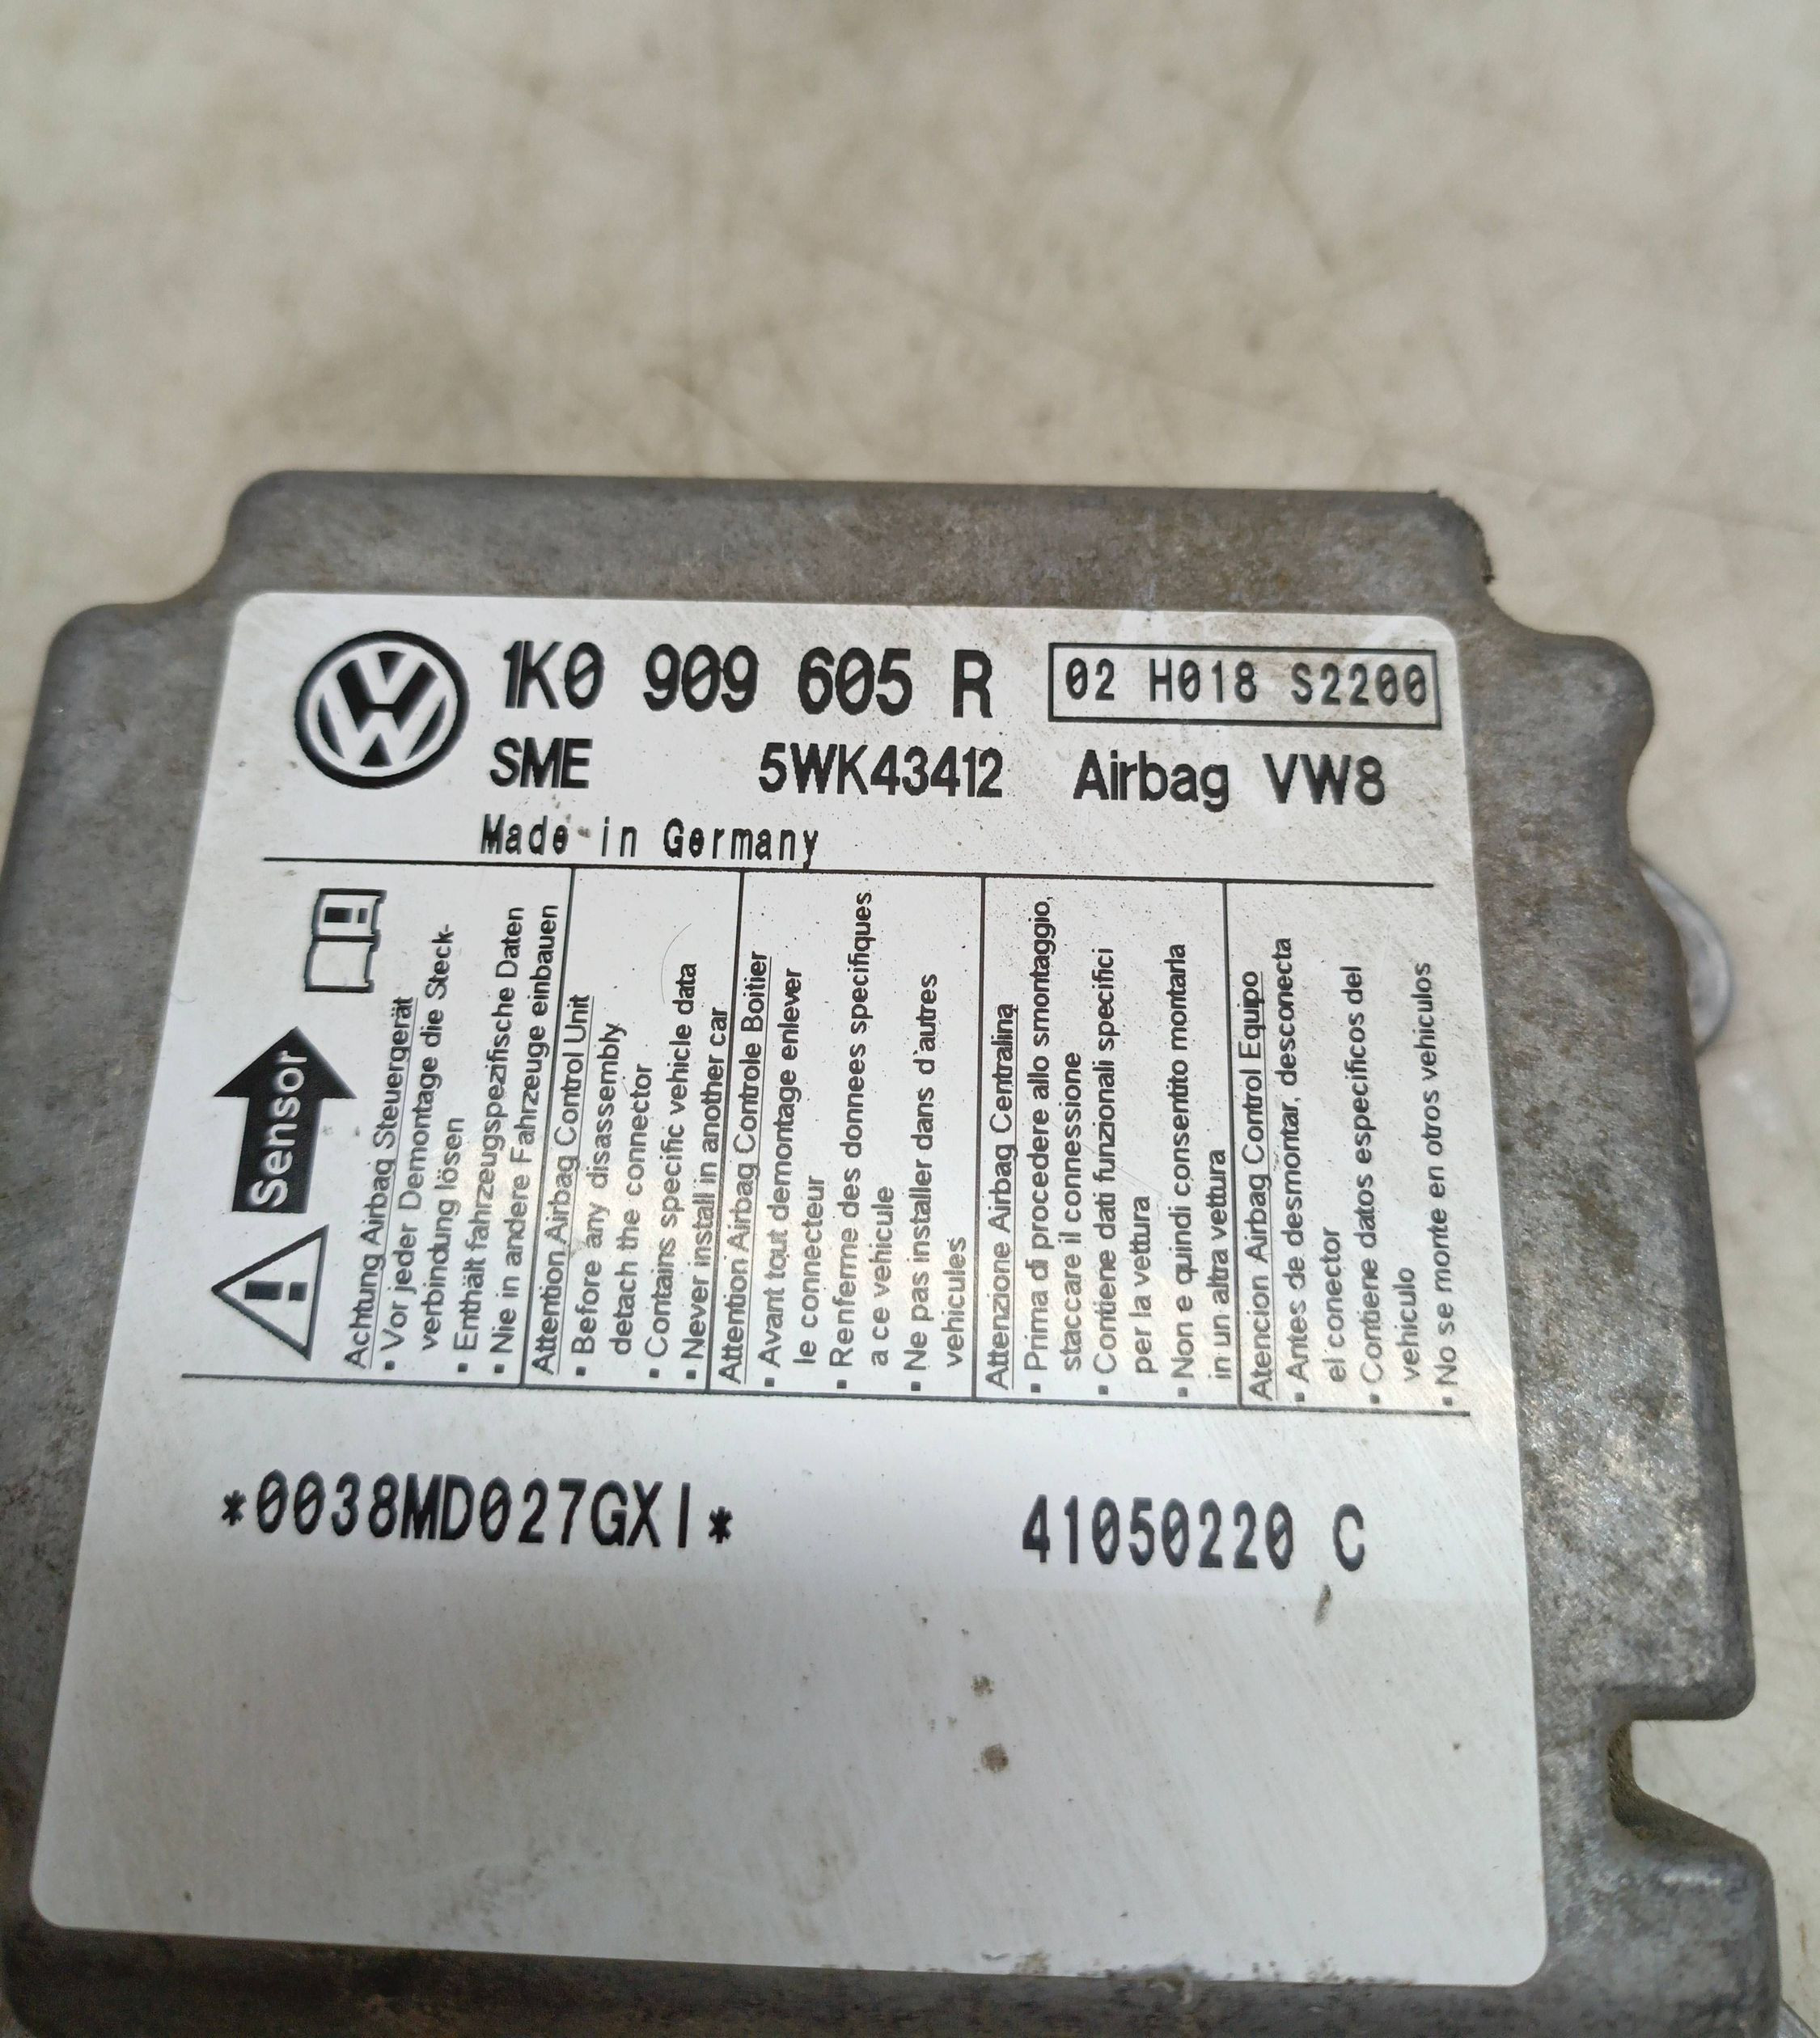 1K0 909 605 R 02 H018 S2200
SME 5WK43412 Airbag VW8
Made in Germany
Sensor
Achtung Airbag Steuergerät
• Vor jeder Demontage die Steck-
verbindung lösen
• Enthält fahrzeugspezifische Daten
• Nie in andere Fahrzeuge einbauen
Attention Airbag Control Unit
• Before any disassembly
detach the connector
• Contains specific vehicle data
• Never install in another car
Attention Airbag Controle Boitier
• Avant tout demontage enlever
le connecteur
• Renferme des donnees specifiques
a ce vehicule
• Ne pas installer dans d'autres
vehicules
Attenzione Airbag Centralina
• Prima di procedere allo smontaggio,
staccare il connessione
• Contiene dati funzionali specifici
per la vettura
• Non e quindi consentito montarla
in un altra vettura
Atencion Airbag Control Equipo
• Antes de desmontar, desconecta
el conector
• Contiene datos especificos del
vehiculo
• No se monte en otros vehiculos
*0038MD027GXI* 41050220 C